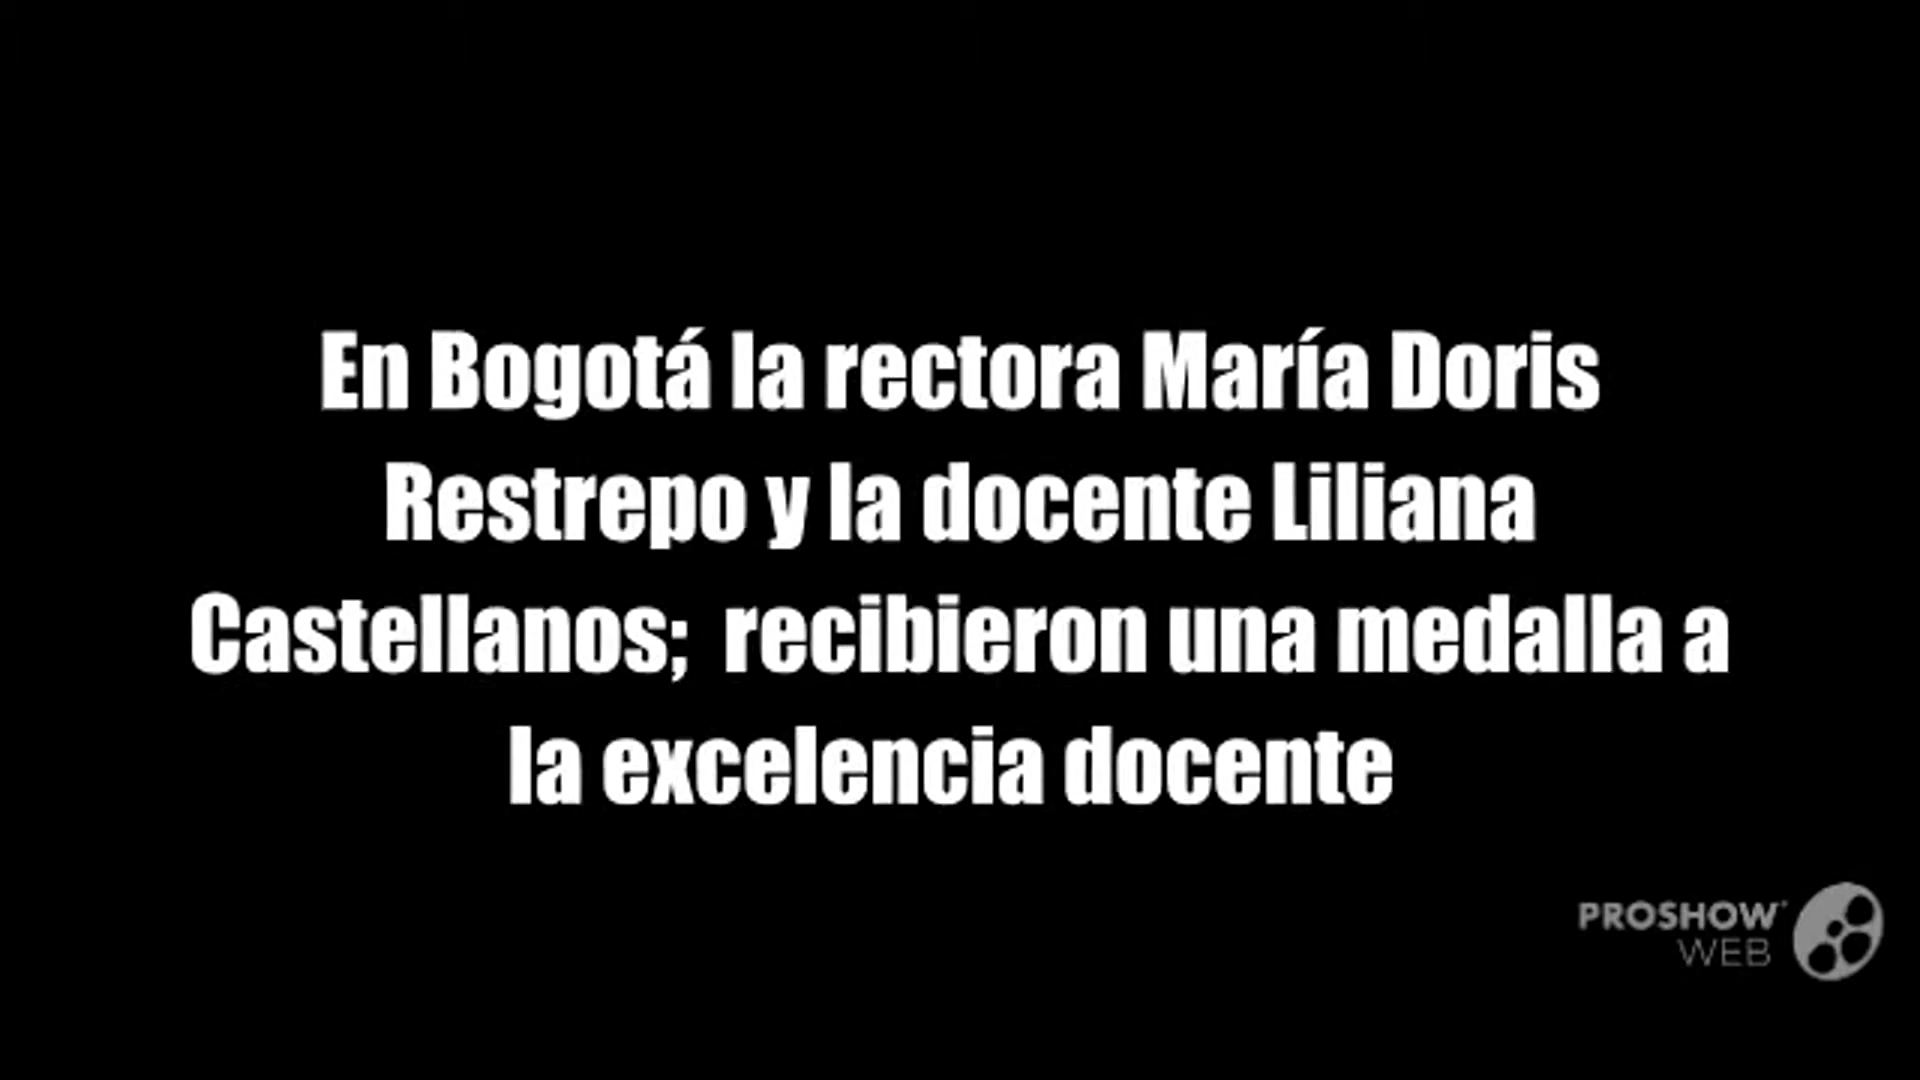 En Bogotá la rectora María Doris
Restrepo y la docente Liliana
Castellanos;  recibieron una medalla a
la excelencia docente
PROSHOW
WEB